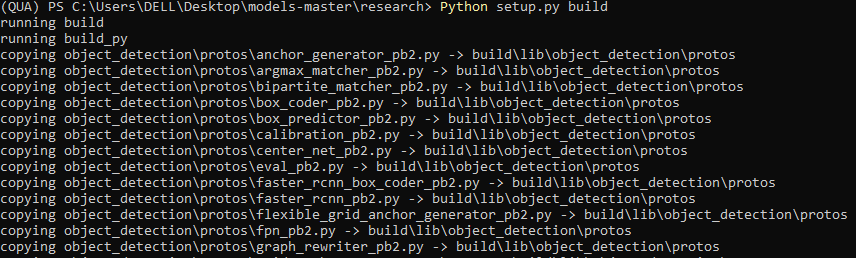 (QUA) PS C:\Users\DELL\Desktop\models-master\research> Python setup.py build
running build
running build_py
copying object_detection\protos\anchor_generator_pb2.py -> build\lib\object_detection\protos
copying object_detection\protos\argmax_matcher_pb2.py -> build\lib\object_detection\protos
copying object_detection\protos\bipartite_matcher_pb2.py -> build\lib\object_detection\protos
copying object_detection\protos\box_coder_pb2.py -> build\lib\object_detection\protos
copying object_detection\protos\box_predictor_pb2.py -> build\lib\object_detection\protos
copying object_detection\protos\calibration_pb2.py -> build\lib\object_detection\protos
copying object_detection\protos\center_net_pb2.py -> build\lib\object_detection\protos
copying object_detection\protos\eval_pb2.py -> build\lib\object_detection\protos
copying object_detection\protos\faster_rcnn_box_coder_pb2.py -> build\lib\object_detection\protos
copying object_detection\protos\faster_rcnn_pb2.py -> build\lib\object_detection\protos
copying object_detection\protos\flexible_grid_anchor_generator_pb2.py -> build\lib\object_detection\protos
copying object_detection\protos\fpn_pb2.py -> build\lib\object_detection\protos
copying object_detection\protos\graph_rewriter_pb2.py -> build\lib\object_detection\protos